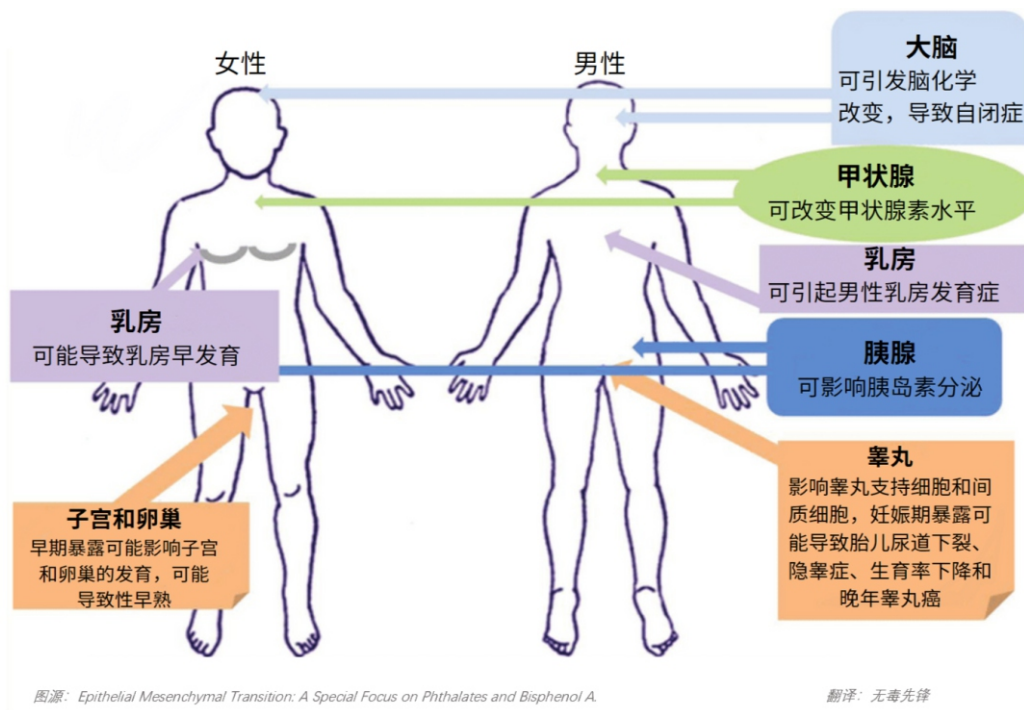 女性
男性
大脑
可引发脑化学
改变，导致自闭症
甲状腺
可改变甲状腺素水平
乳房
可引起男性乳房发育症
乳房
可能导致乳房早发育
胰腺
可影响胰岛素分泌
子宫和卵巢
早期暴露可能影响子宫
和卵巢的发育，可能
导致性早熟
睾丸
影响睾丸支持细胞和间
质细胞，妊娠期暴露可
能导致胎儿尿道下裂、
隐睾症、生育率下降和
晚年睾丸癌
图源：Epithelial Mesenchymal Transition: A Special Focus on Phthalates and Bisphenol A.
翻译：无毒先锋